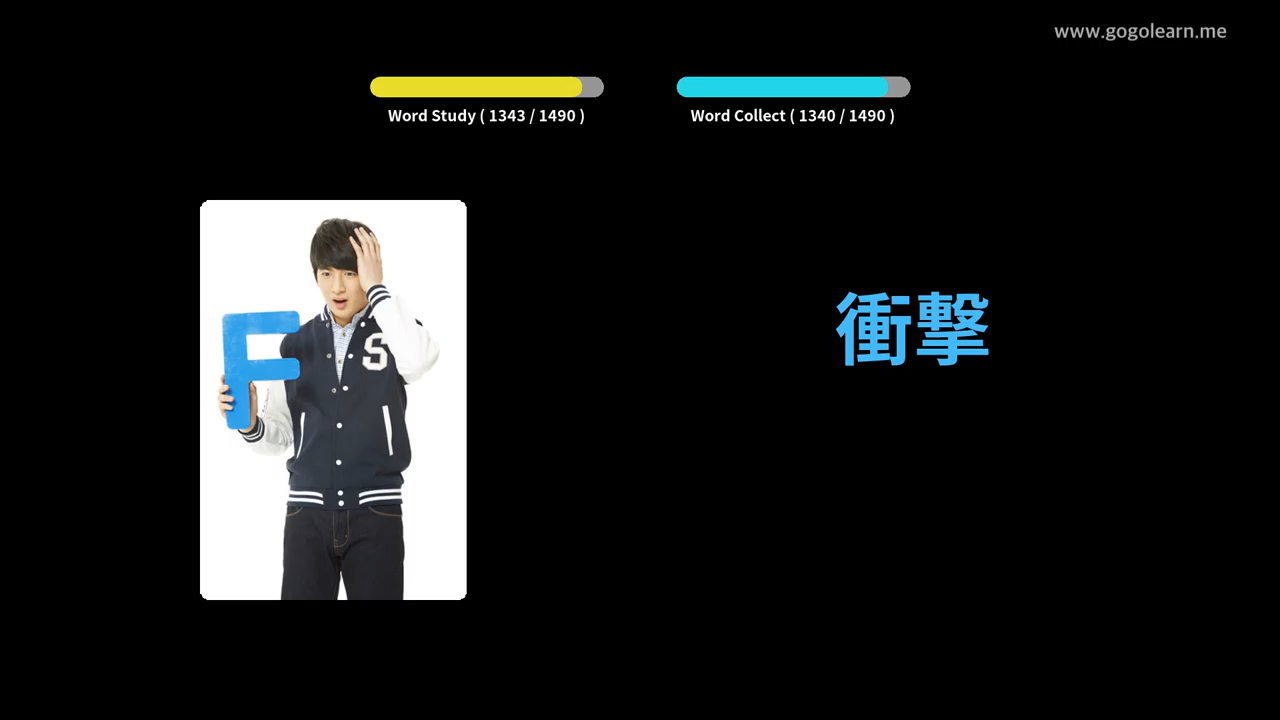 www.gogolearn.me
Word Study ( 1343 / 1490 )
Word Collect ( 1340 / 1490 )
F
S
衝撃